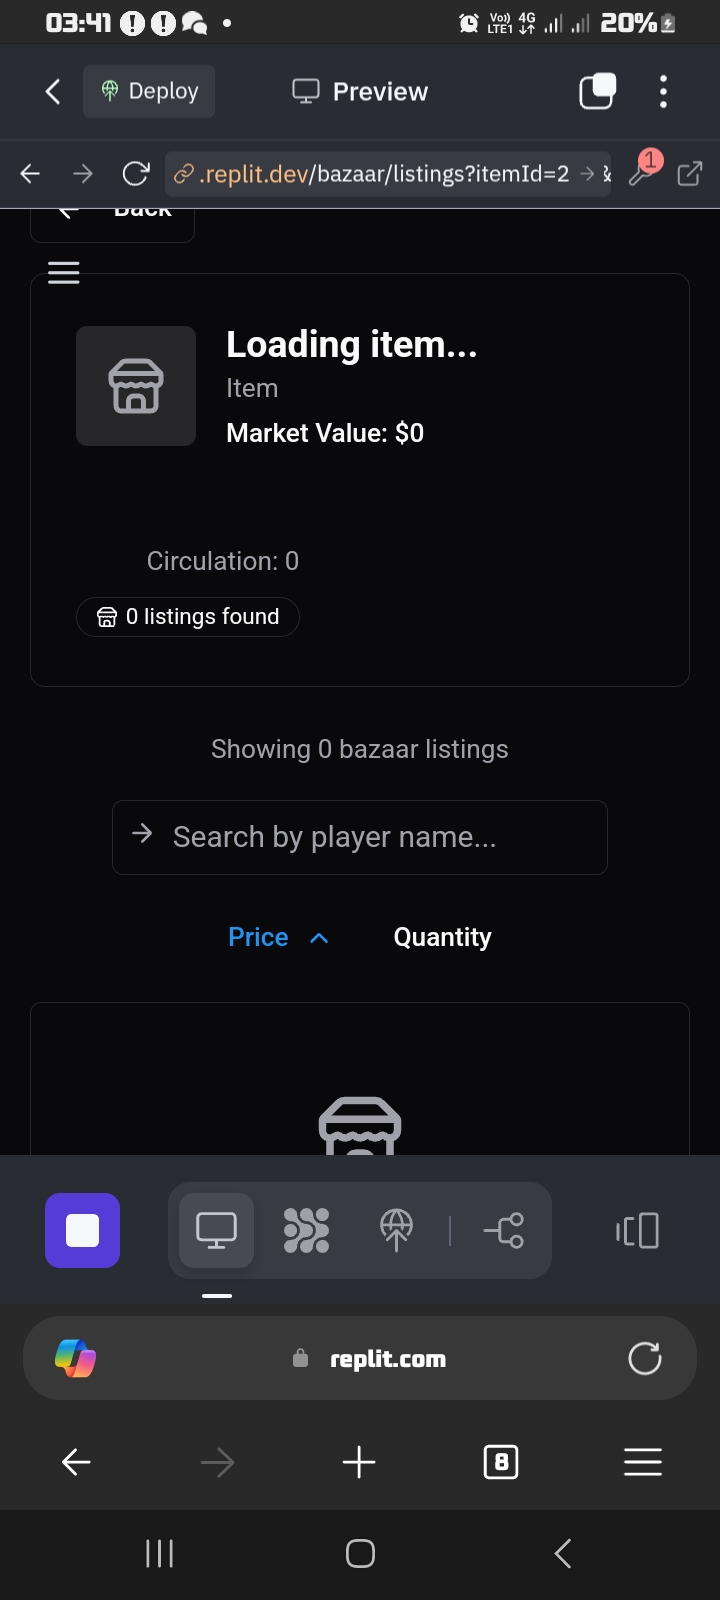 03:41
Vo) 4G
LTE1
20%
Deploy
Preview
.replit.dev/bazaar/listings?itemId=2
1
Back
Loading item...
Item
Market Value: $0
Circulation: 0
0 listings found
Showing 0 bazaar listings
Search by player name...
Price
Quantity
replit.com
8